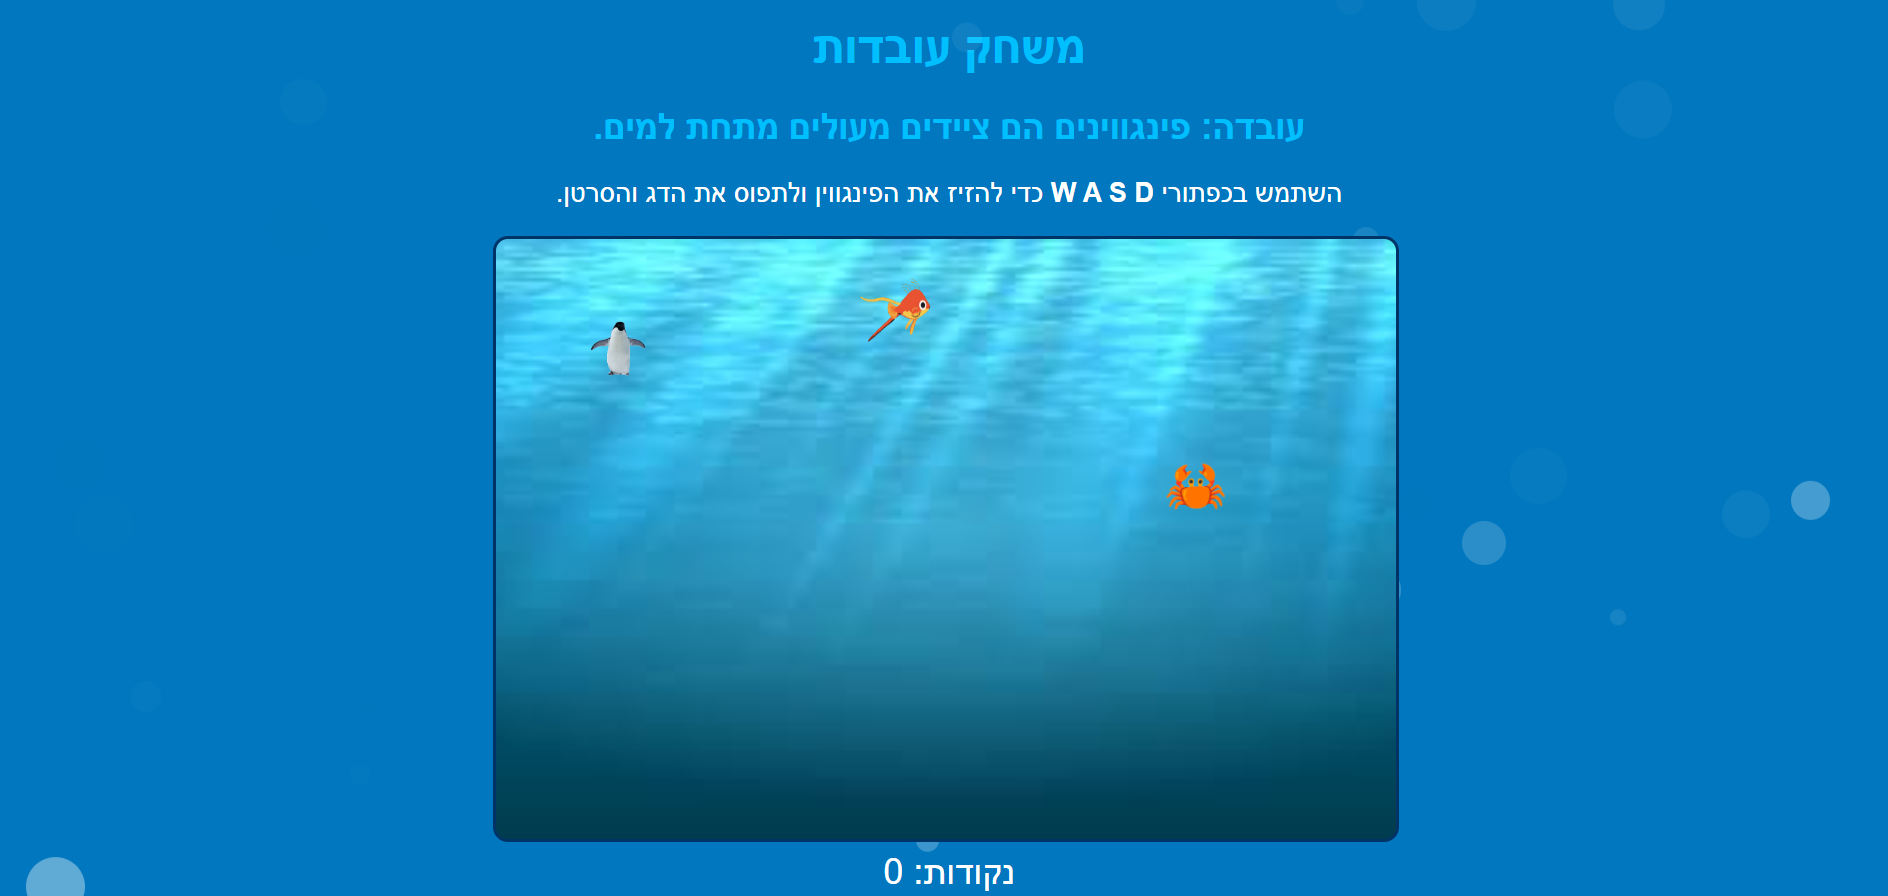 משחק עובדות
עובדה: פינגווינים הם ציידים מעולים מתחת למים.
השתמש בכפתורי W A S D כדי להזיז את הפינגווין ולתפוס את הדג והסרטן.
נקודות: 0